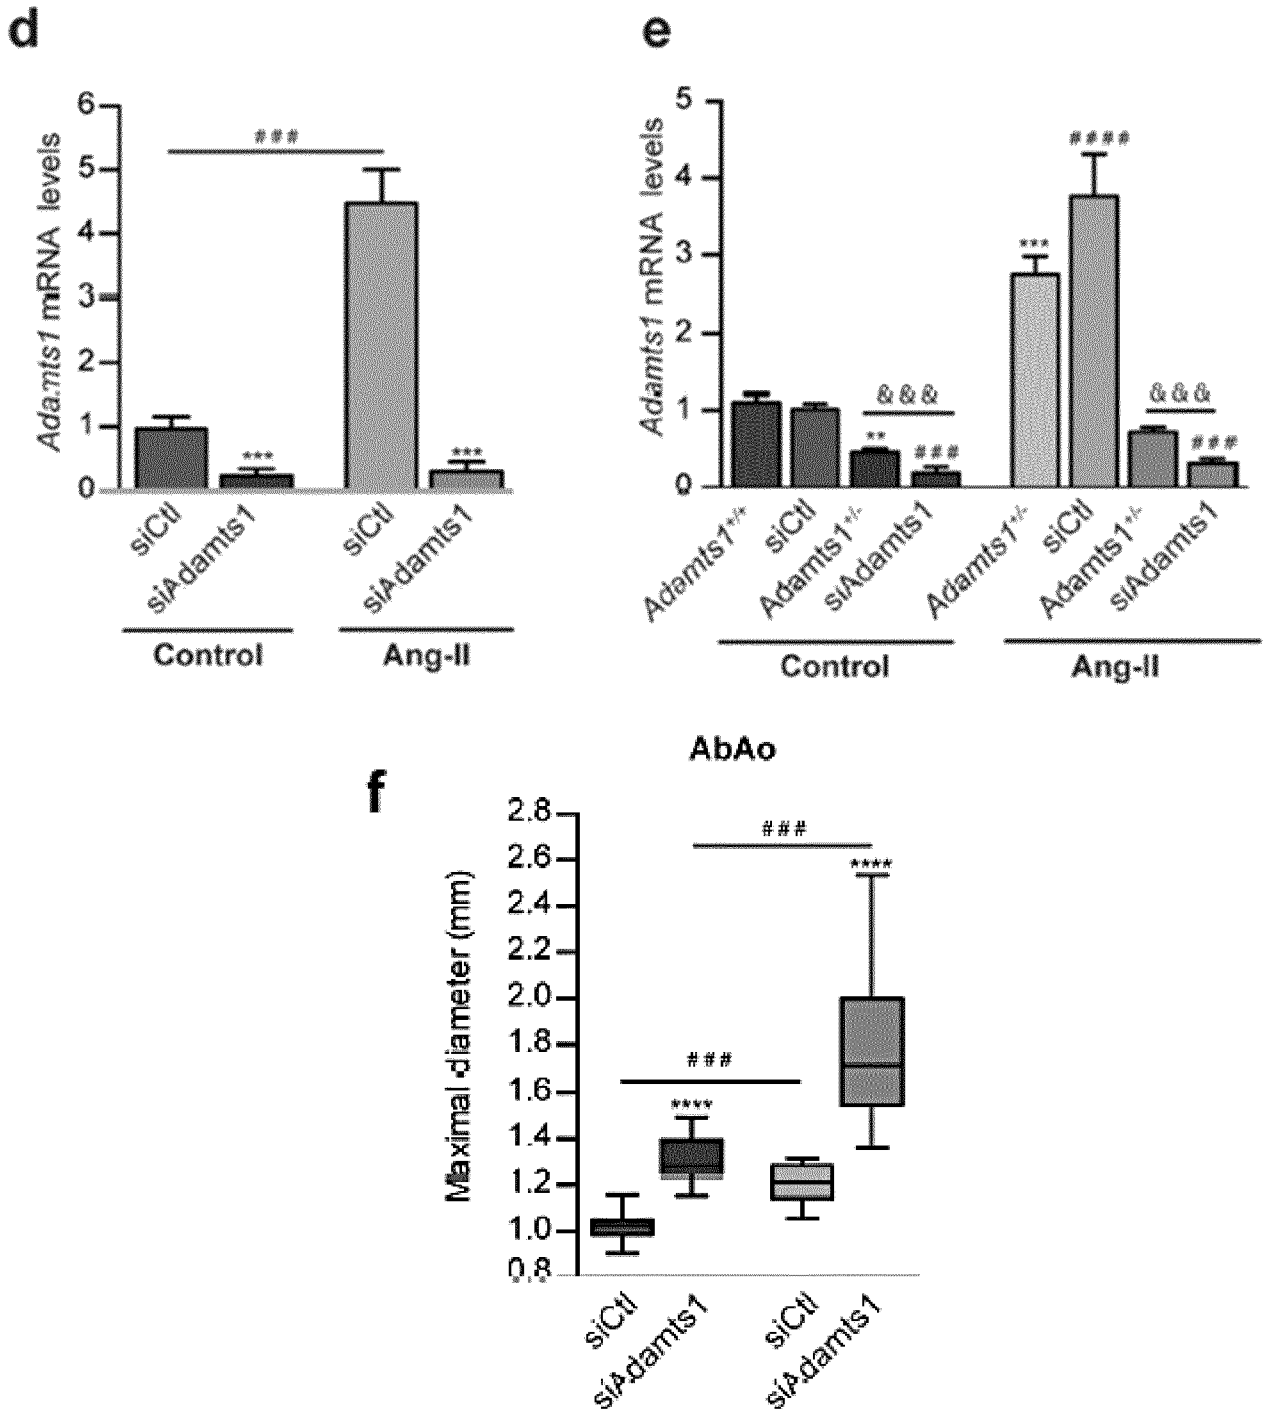 d
Adamts1 mRNA levels
6
5
4
3
2
1
0
###
***
***
siCtl
siAdamts1
siCtl
siAdamts1
Control
Ang-II
e
Adamts1 mRNA levels
5
4
3
2
1
0
**
&&&
###
***
####
&&&
###
Adamts1+/+
siCtl
Adamts1+/-
siAdamts1
Adamts1+/-
siCtl
Adamts1+/-
siAdamts1
Control
Ang-II
f
AbAo
Maximal diameter (mm)
2.8
2.6
2.4
2.2
2.0
1.8
1.6
1.4
1.2
1.0
0.8
###
****
###
****
siCtl
siAdamts1
siCtl
siAdamts1